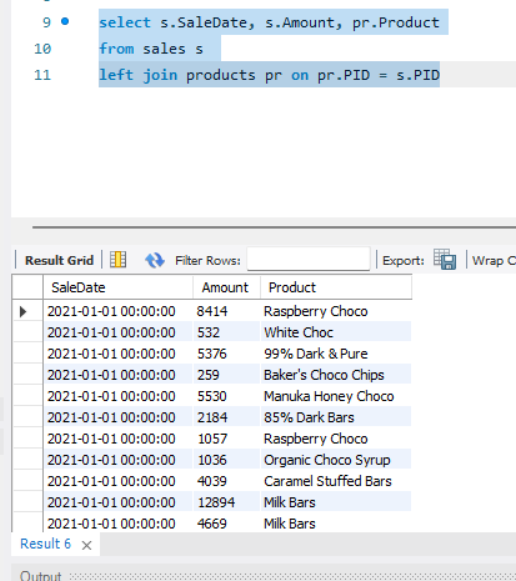 9 select s.SaleDate, s.Amount, pr.Product
10 from sales s
11 left join products pr on pr.PID = s.PID
Result Grid Filter Rows: Export: Wrap C
SaleDate Amount Product
2021-01-01 00:00:00 8414 Raspberry Choco
2021-01-01 00:00:00 532 White Choc
2021-01-01 00:00:00 5376 99% Dark & Pure
2021-01-01 00:00:00 259 Baker's Choco Chips
2021-01-01 00:00:00 5530 Manuka Honey Choco
2021-01-01 00:00:00 2184 85% Dark Bars
2021-01-01 00:00:00 1057 Raspberry Choco
2021-01-01 00:00:00 1036 Organic Choco Syrup
2021-01-01 00:00:00 4039 Caramel Stuffed Bars
2021-01-01 00:00:00 12894 Milk Bars
2021-01-01 00:00:00 4669 Milk Bars
Result 6
Output